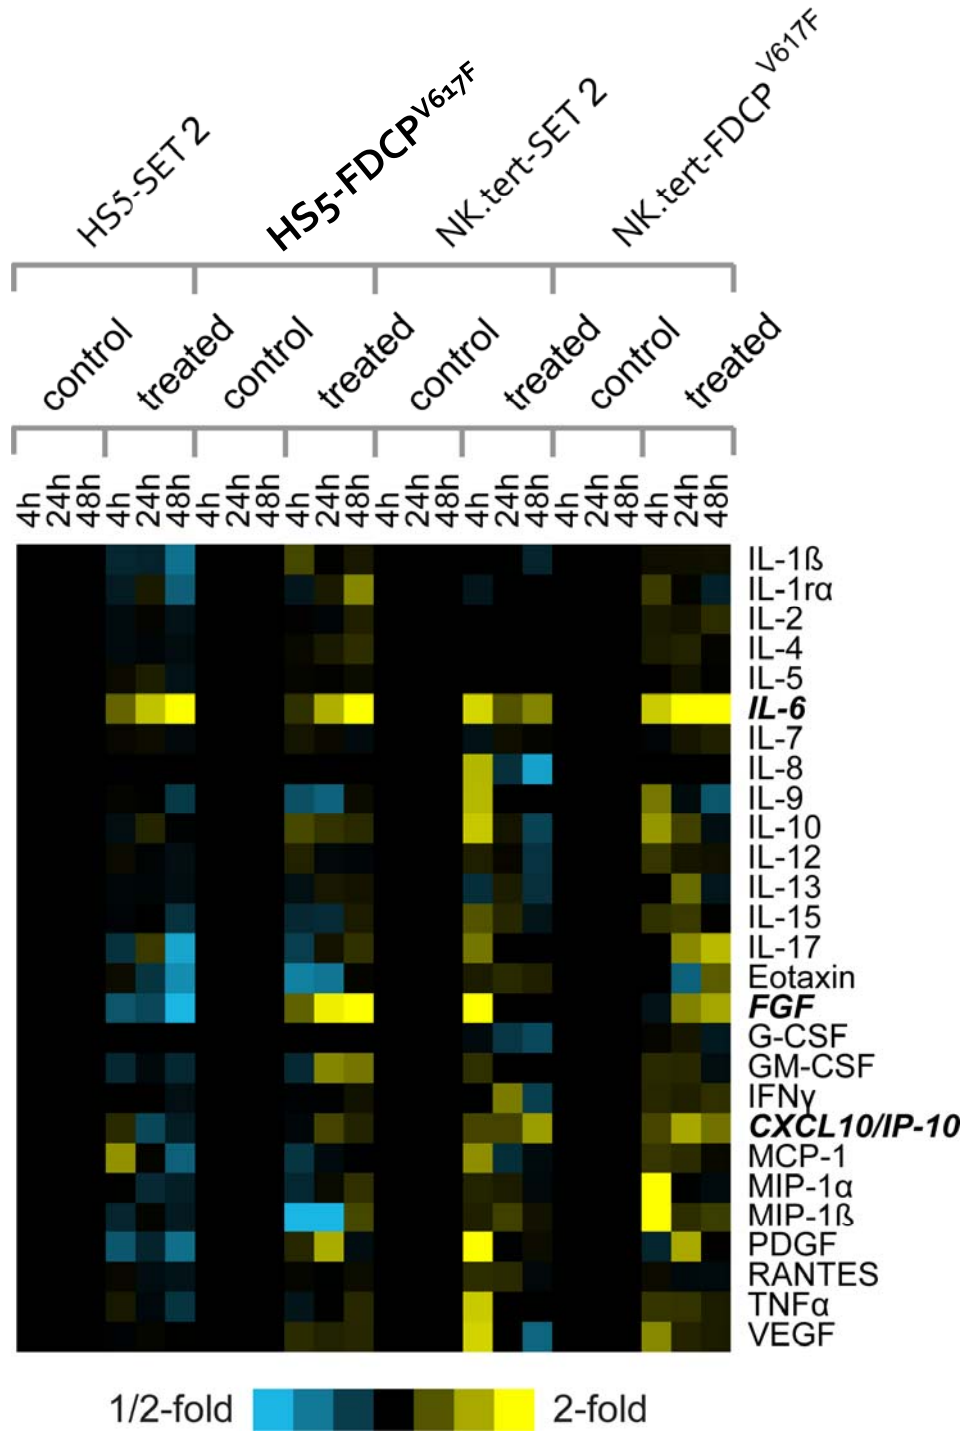 HS5-SET 2
HS5-FDCPV617F
NK.tert-SET 2
NK.tert-FDCP V617F
control
treated
control
treated
control
treated
control
treated
4h
24h
48h
4h
24h
48h
4h
24h
48h
4h
24h
48h
4h
24h
48h
4h
24h
48h
4h
24h
48h
4h
24h
48h
IL-1ß
IL-1rα
IL-2
IL-4
IL-5
IL-6
IL-7
IL-8
IL-9
IL-10
IL-12
IL-13
IL-15
IL-17
Eotaxin
FGF
G-CSF
GM-CSF
IFNγ
CXCL10/IP-10
MCP-1
MIP-1α
MIP-1ß
PDGF
RANTES
TNFα
VEGF
1/2-fold
2-fold